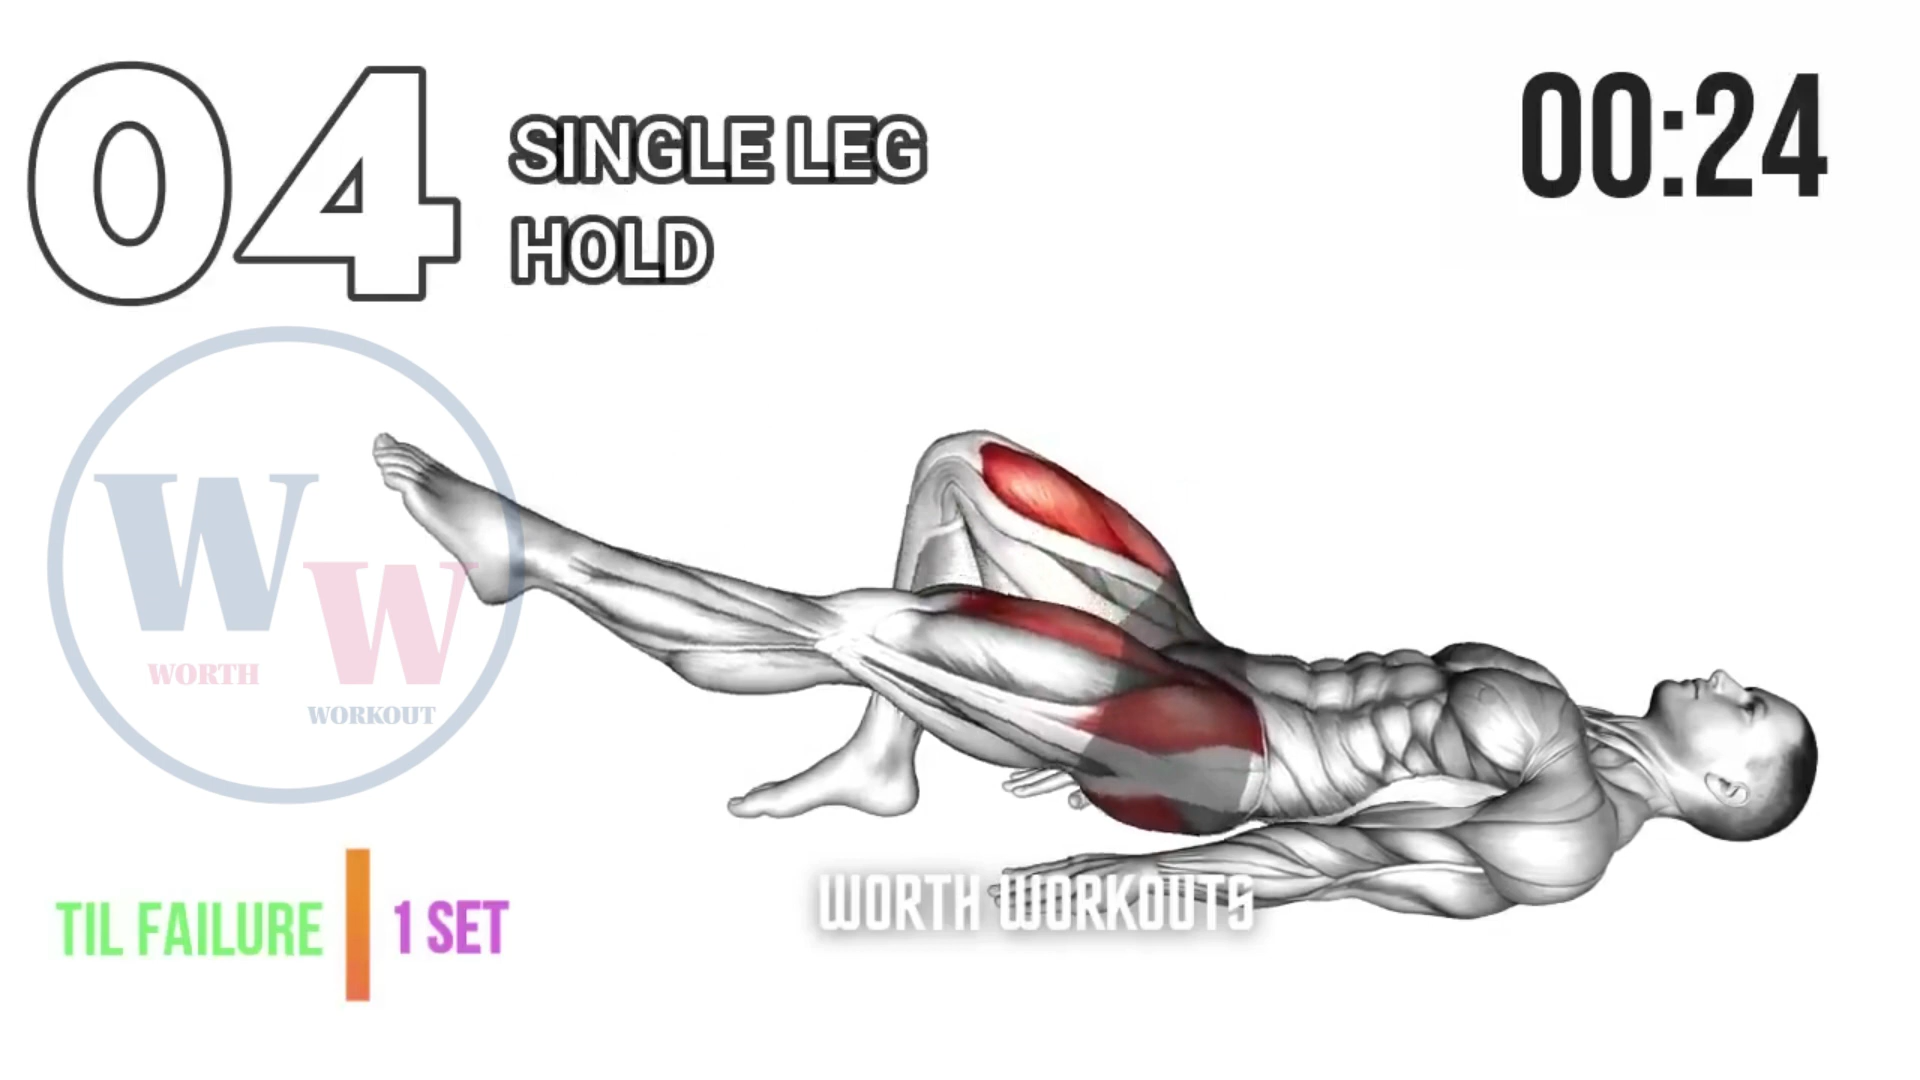 04
SINGLE LEG
HOLD
00:24
W
W
WORTH
WORKOUT
TIL FAILURE
1 SET
WORTH WORKOUTS